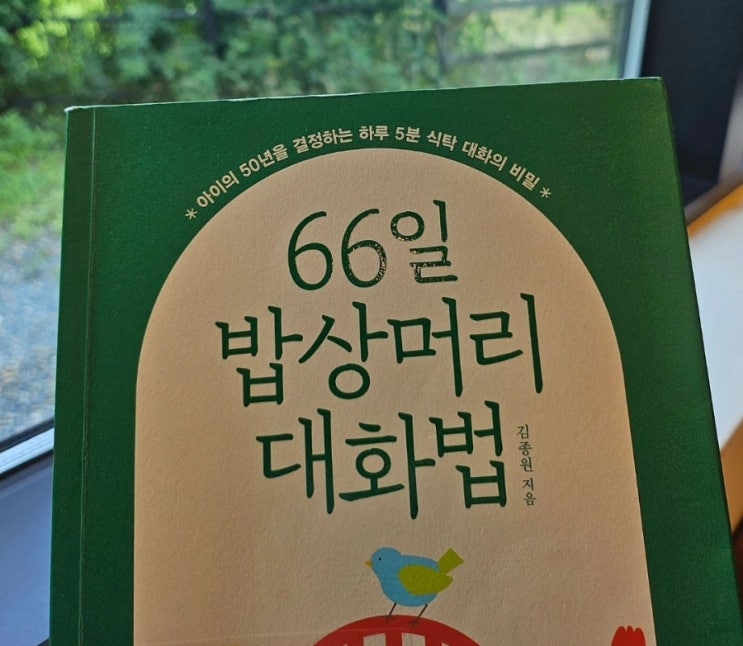 * 아이의 50년을 결정하는 하루 5분 식탁 대화의 비밀 *
66일
밥상머리
대화법
김종원 지음